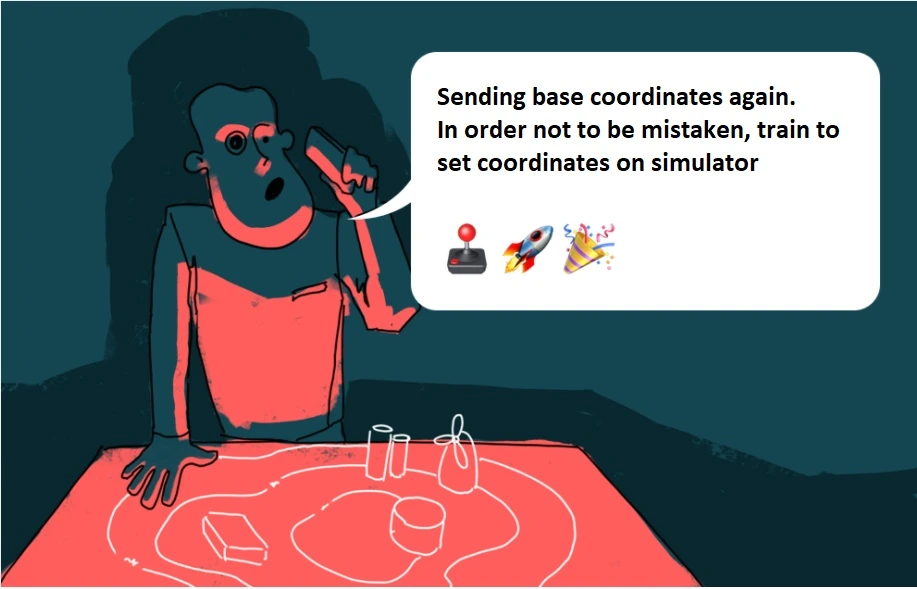 Sending base coordinates again.
In order not to be mistaken, train to
set coordinates on simulator